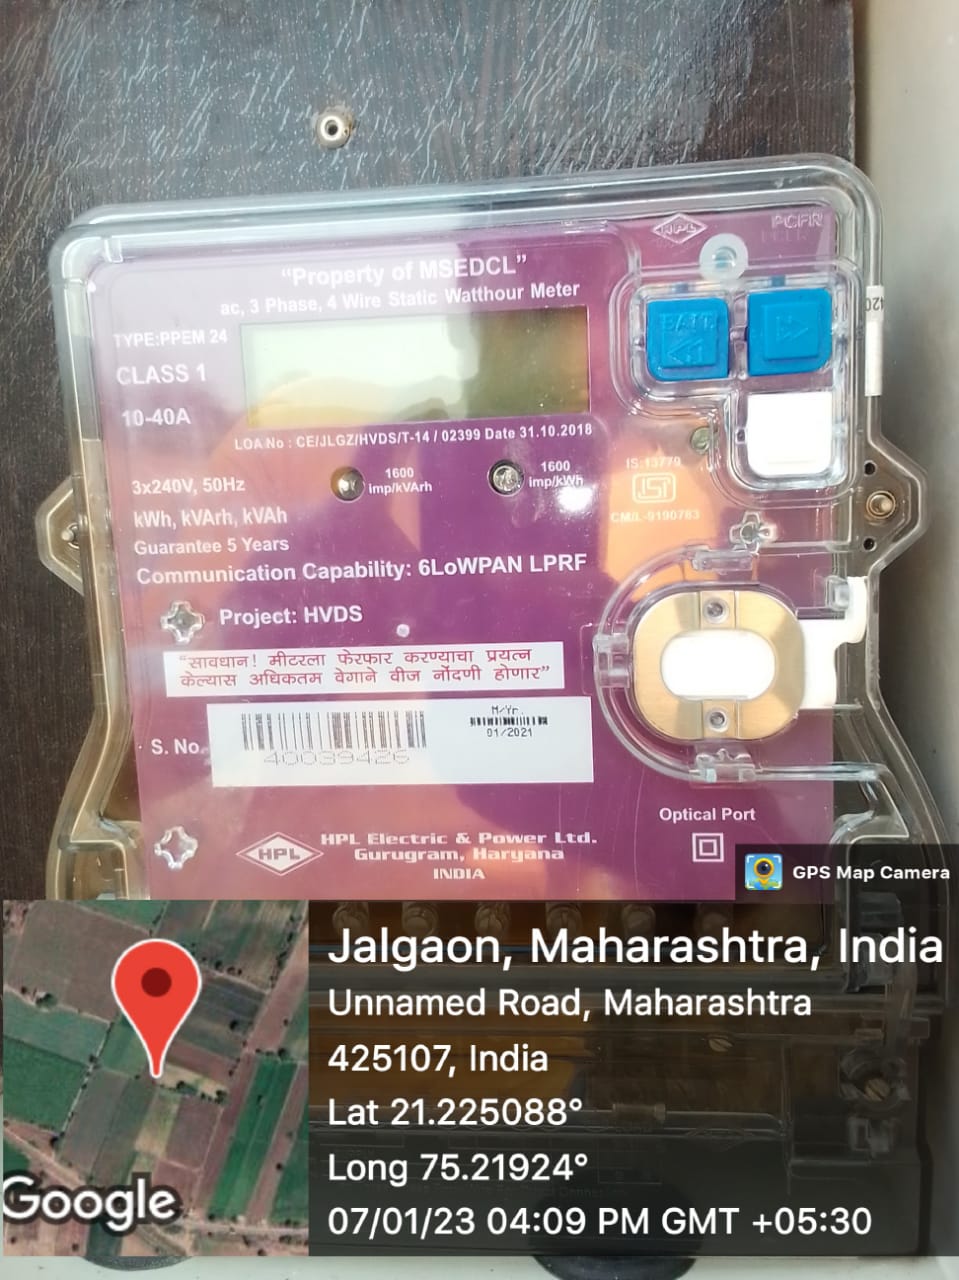 HPL
PCFR
"Property of MSEDCL"
ac, 3 Phase, 4 Wire Static Watthour Meter
TYPE:PPEM 24
CLASS 1
10-40A
BATT.
LOA No : CE/JLGZ/HVDS/T-14 / 02399 Date 31.10.2018
3x240V, 50Hz
1600
imp/kVArh
1600
imp/kWh
IS:13779
ISI
CM/L-9190783
kWh, kVArh, kVAh
Guarantee 5 Years
Communication Capability: 6LoWPAN LPRF
Project: HVDS
"सावधान! मीटरला फेरफार करण्याचा प्रयत्न
केल्यास अधिकतम वेगाने वीज नोंदणी होणार"
S. No.
40039426
M/Yr.
01/2021
Optical Port
HPL
HPL Electric & Power Ltd.
Gurugram, Haryana
INDIA
GPS Map Camera
Jalgaon, Maharashtra, India
Unnamed Road, Maharashtra
425107, India
Lat 21.225088°
Long 75.21924°
07/01/23 04:09 PM GMT +05:30
Google